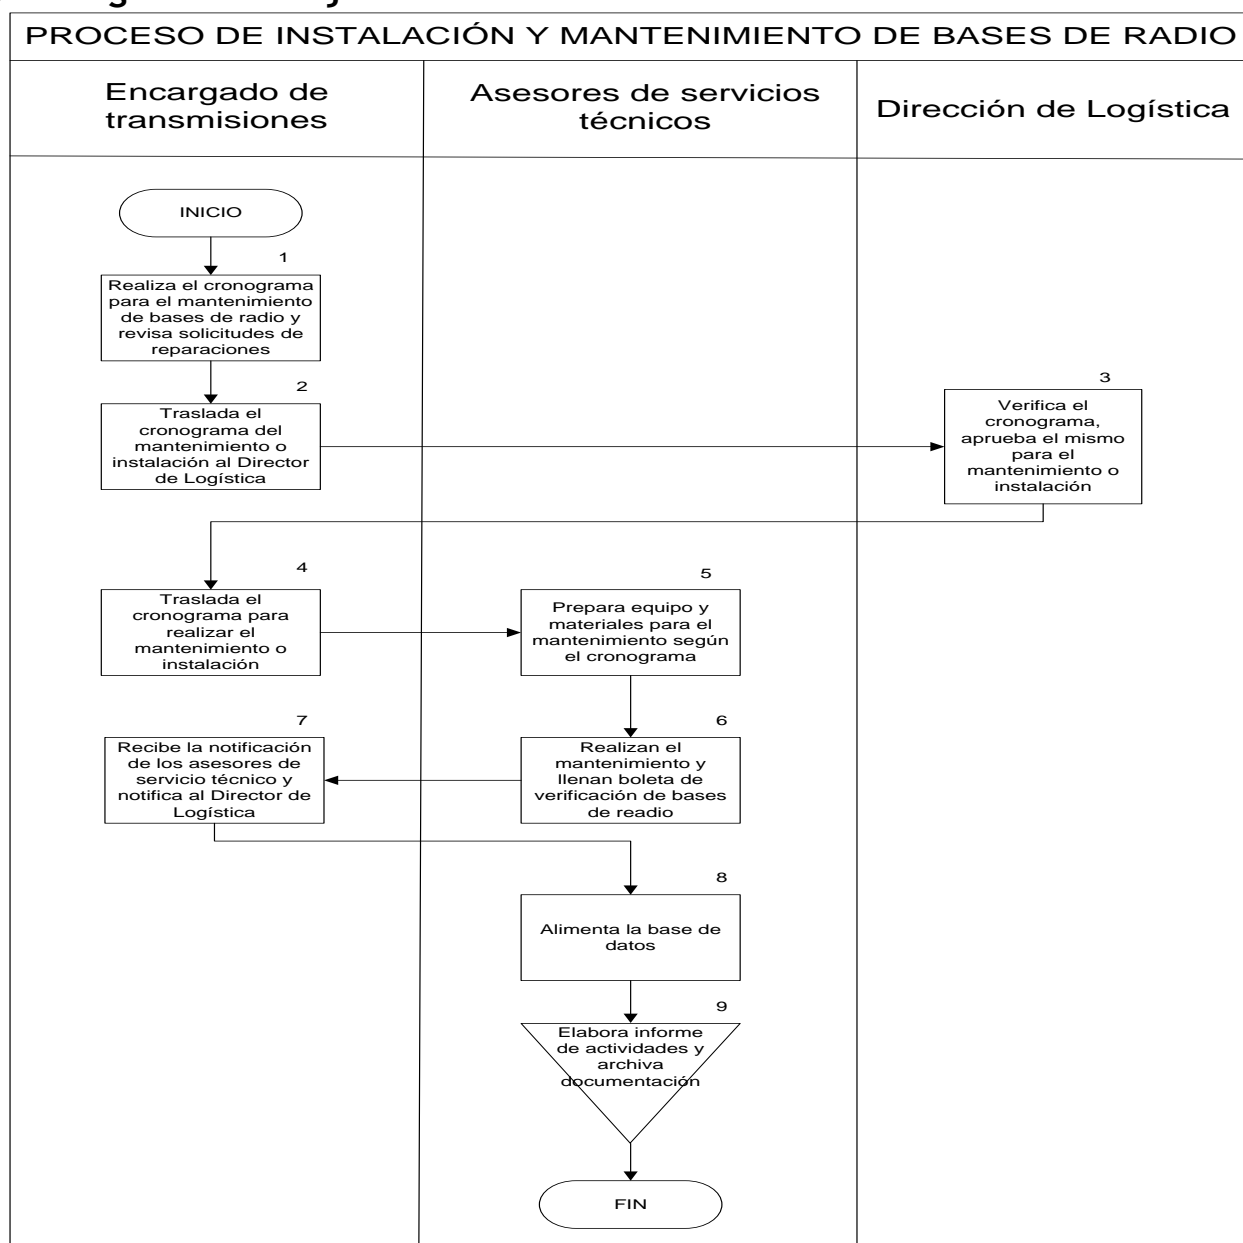 PROCESO DE INSTALACIÓN Y MANTENIMIENTO DE BASES DE RADIO
Encargado de
transmisiones
Asesores de servicios
técnicos
Dirección de Logística
INICIO
1
Realiza el cronograma
para el mantenimiento
de bases de radio y
revisa solicitudes de
reparaciones
2
Traslada el
cronograma del
mantenimiento o
instalación al Director
de Logística
3
Verifica el
cronograma,
aprueba el mismo
para el
mantenimiento o
instalación
4
Traslada el
cronograma para
realizar el
mantenimiento o
instalación
5
Prepara equipo y
materiales para el
mantenimiento según
el cronograma
6
Realizan el
mantenimiento y
llenan boleta de
verificación de bases
de readio
7
Recibe la notificación
de los asesores de
servicio técnico y
notifica al Director de
Logística
8
Alimenta la base de
datos
9
Elabora informe
de actividades y
archiva
documentación
FIN